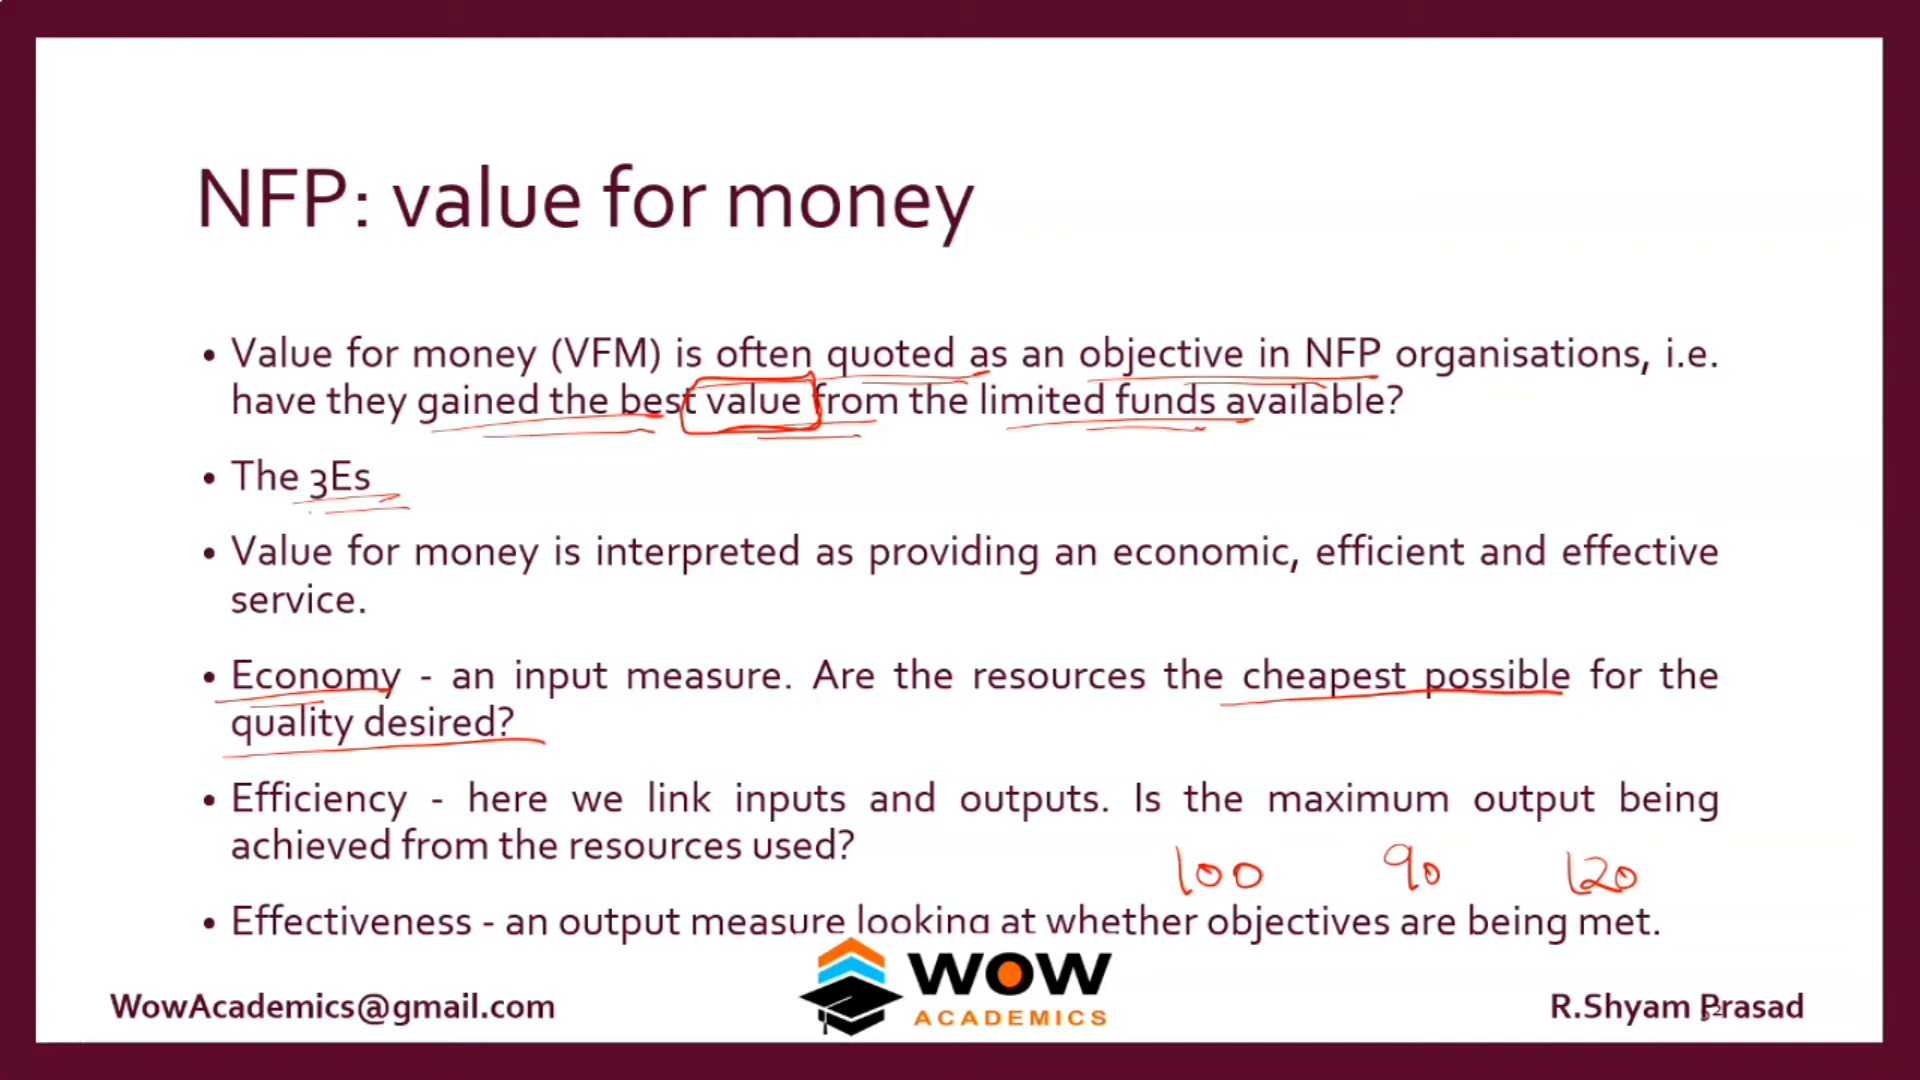 NFP: value for money
• Value for money (VFM) is often quoted as an objective in NFP organisations, i.e.
have they gained the best value from the limited funds available?
• The 3Es
• Value for money is interpreted as providing an economic, efficient and effective
service.
• Economy - an input measure. Are the resources the cheapest possible for the
quality desired?
• Efficiency - here we link inputs and outputs. Is the maximum output being
achieved from the resources used?
100 90 120
• Effectiveness - an output measure looking at whether objectives are being met.
WOW
ACADEMICS
WowAcademics@gmail.com
R.Shyam Prasad